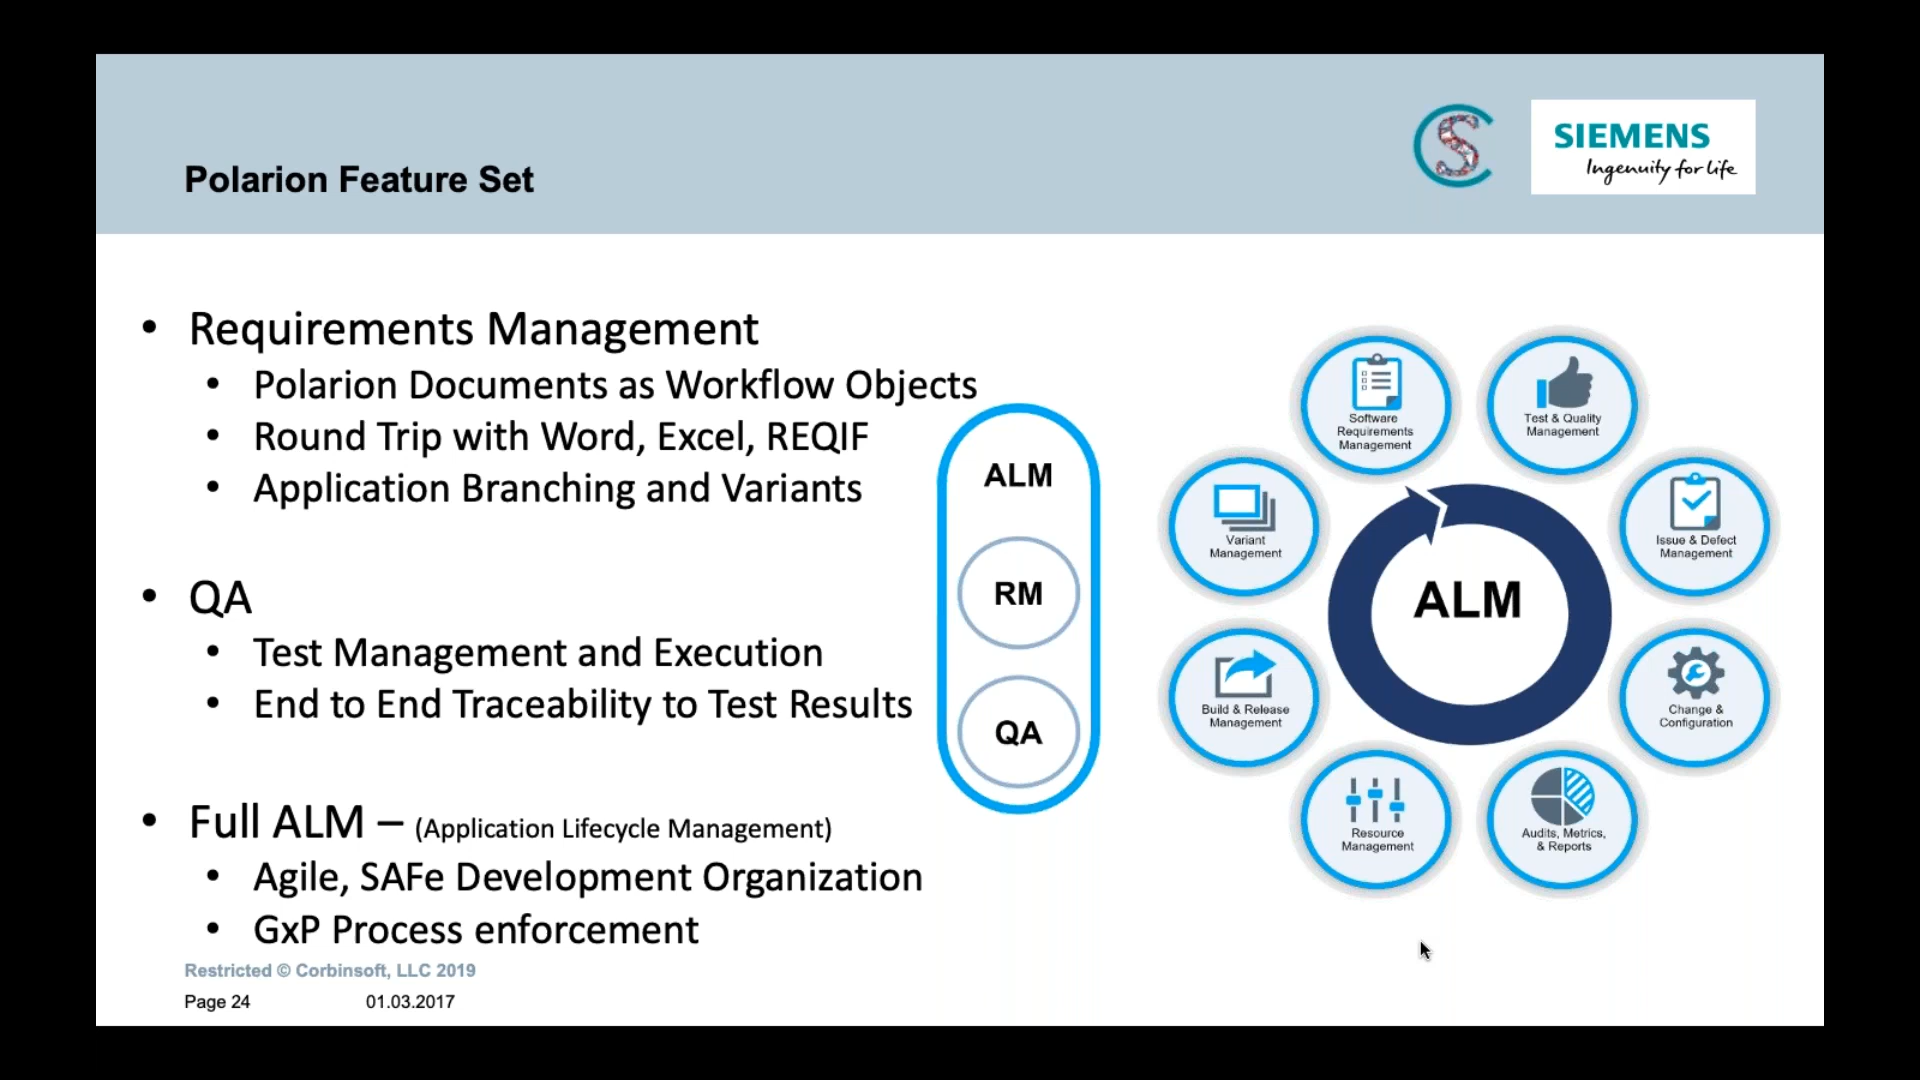 SIEMENS
Ingenuity for life
Polarion Feature Set
• Requirements Management
• Polarion Documents as Workflow Objects
• Round Trip with Word, Excel, REQIF
• Application Branching and Variants
• QA
• Test Management and Execution
• End to End Traceability to Test Results
• Full ALM – (Application Lifecycle Management)
• Agile, SAFe Development Organization
• GxP Process enforcement
ALM
RM
QA
Software
Requirements
Management
Test & Quality
Management
Variant
Management
Issue & Defect
Management
ALM
Build & Release
Management
Change &
Configuration
Resource
Management
Audits, Metrics,
& Reports
Restricted © Corbinsoft, LLC 2019
Page 24 01.03.2017